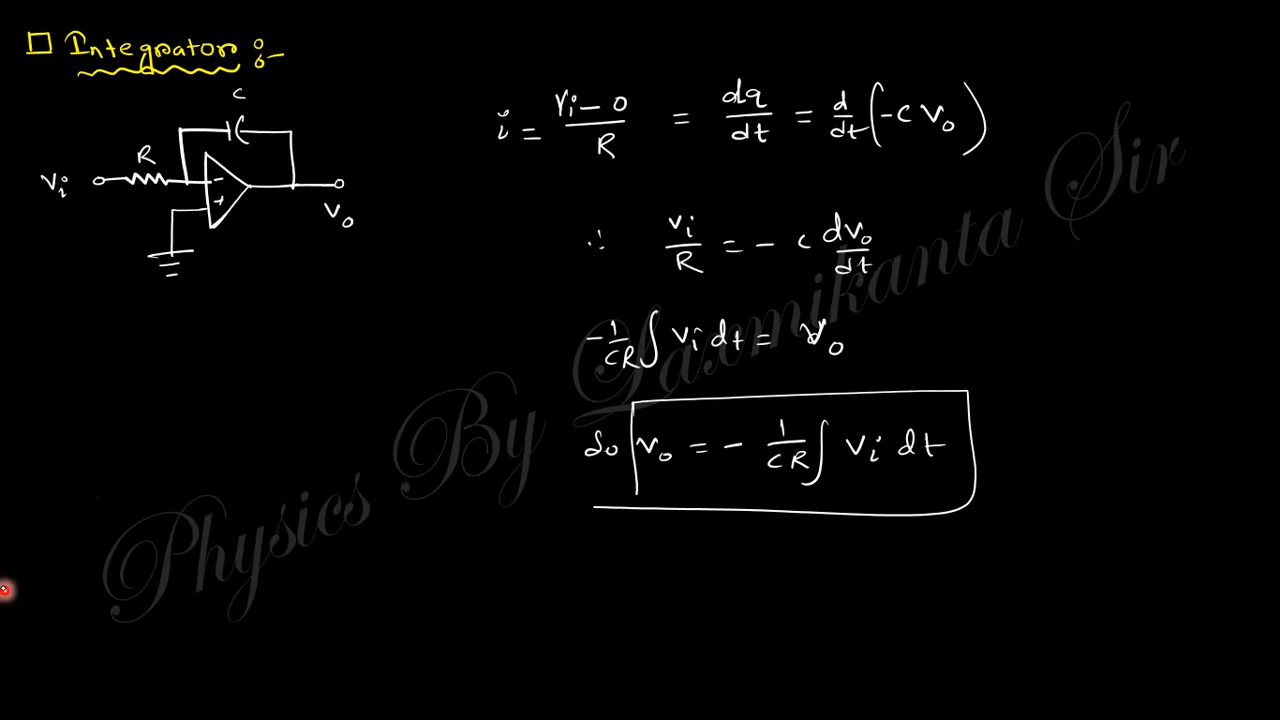 □ Integrator :-
C
R
Vi
-
+
Vo
i = Vi - 0 / R = dq/dt = d/dt (-C Vo)
∴ Vi/R = - C dVo/dt
- 1/CR ∫ Vi dt = Vo
So Vo = - 1/CR ∫ Vi dt
Physics By Laxmikanta Sir